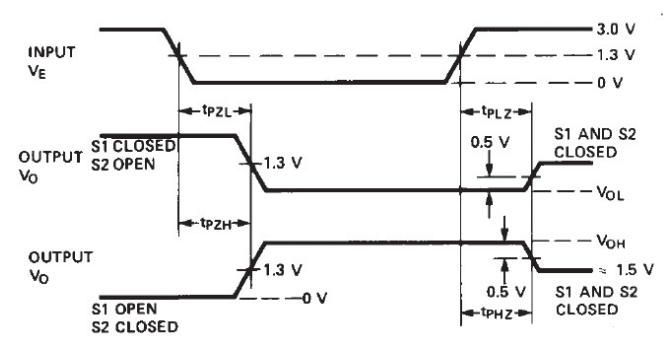 3.0 V
INPUT
VE
1.3 V
0 V
tPZL
tPLZ
S1 CLOSED
S2 OPEN
OUTPUT
VO
1.3 V
0.5 V
S1 AND S2
CLOSED
VOL
tPZH
VOH
OUTPUT
VO
1.3 V
≈ 1.5 V
0 V
0.5 V
S1 OPEN
S2 CLOSED
S1 AND S2
CLOSED
tPHZ